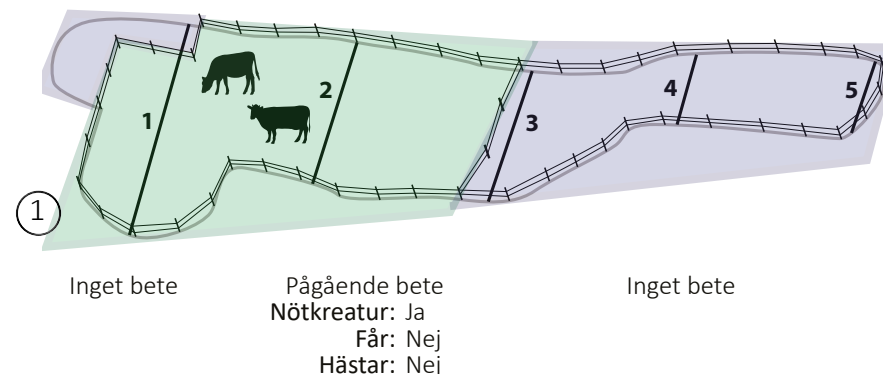 1
2
3
4
5
1
Inget bete
Pågående bete
Inget bete
Nötkreatur: Ja
Får: Nej
Hästar: Nej